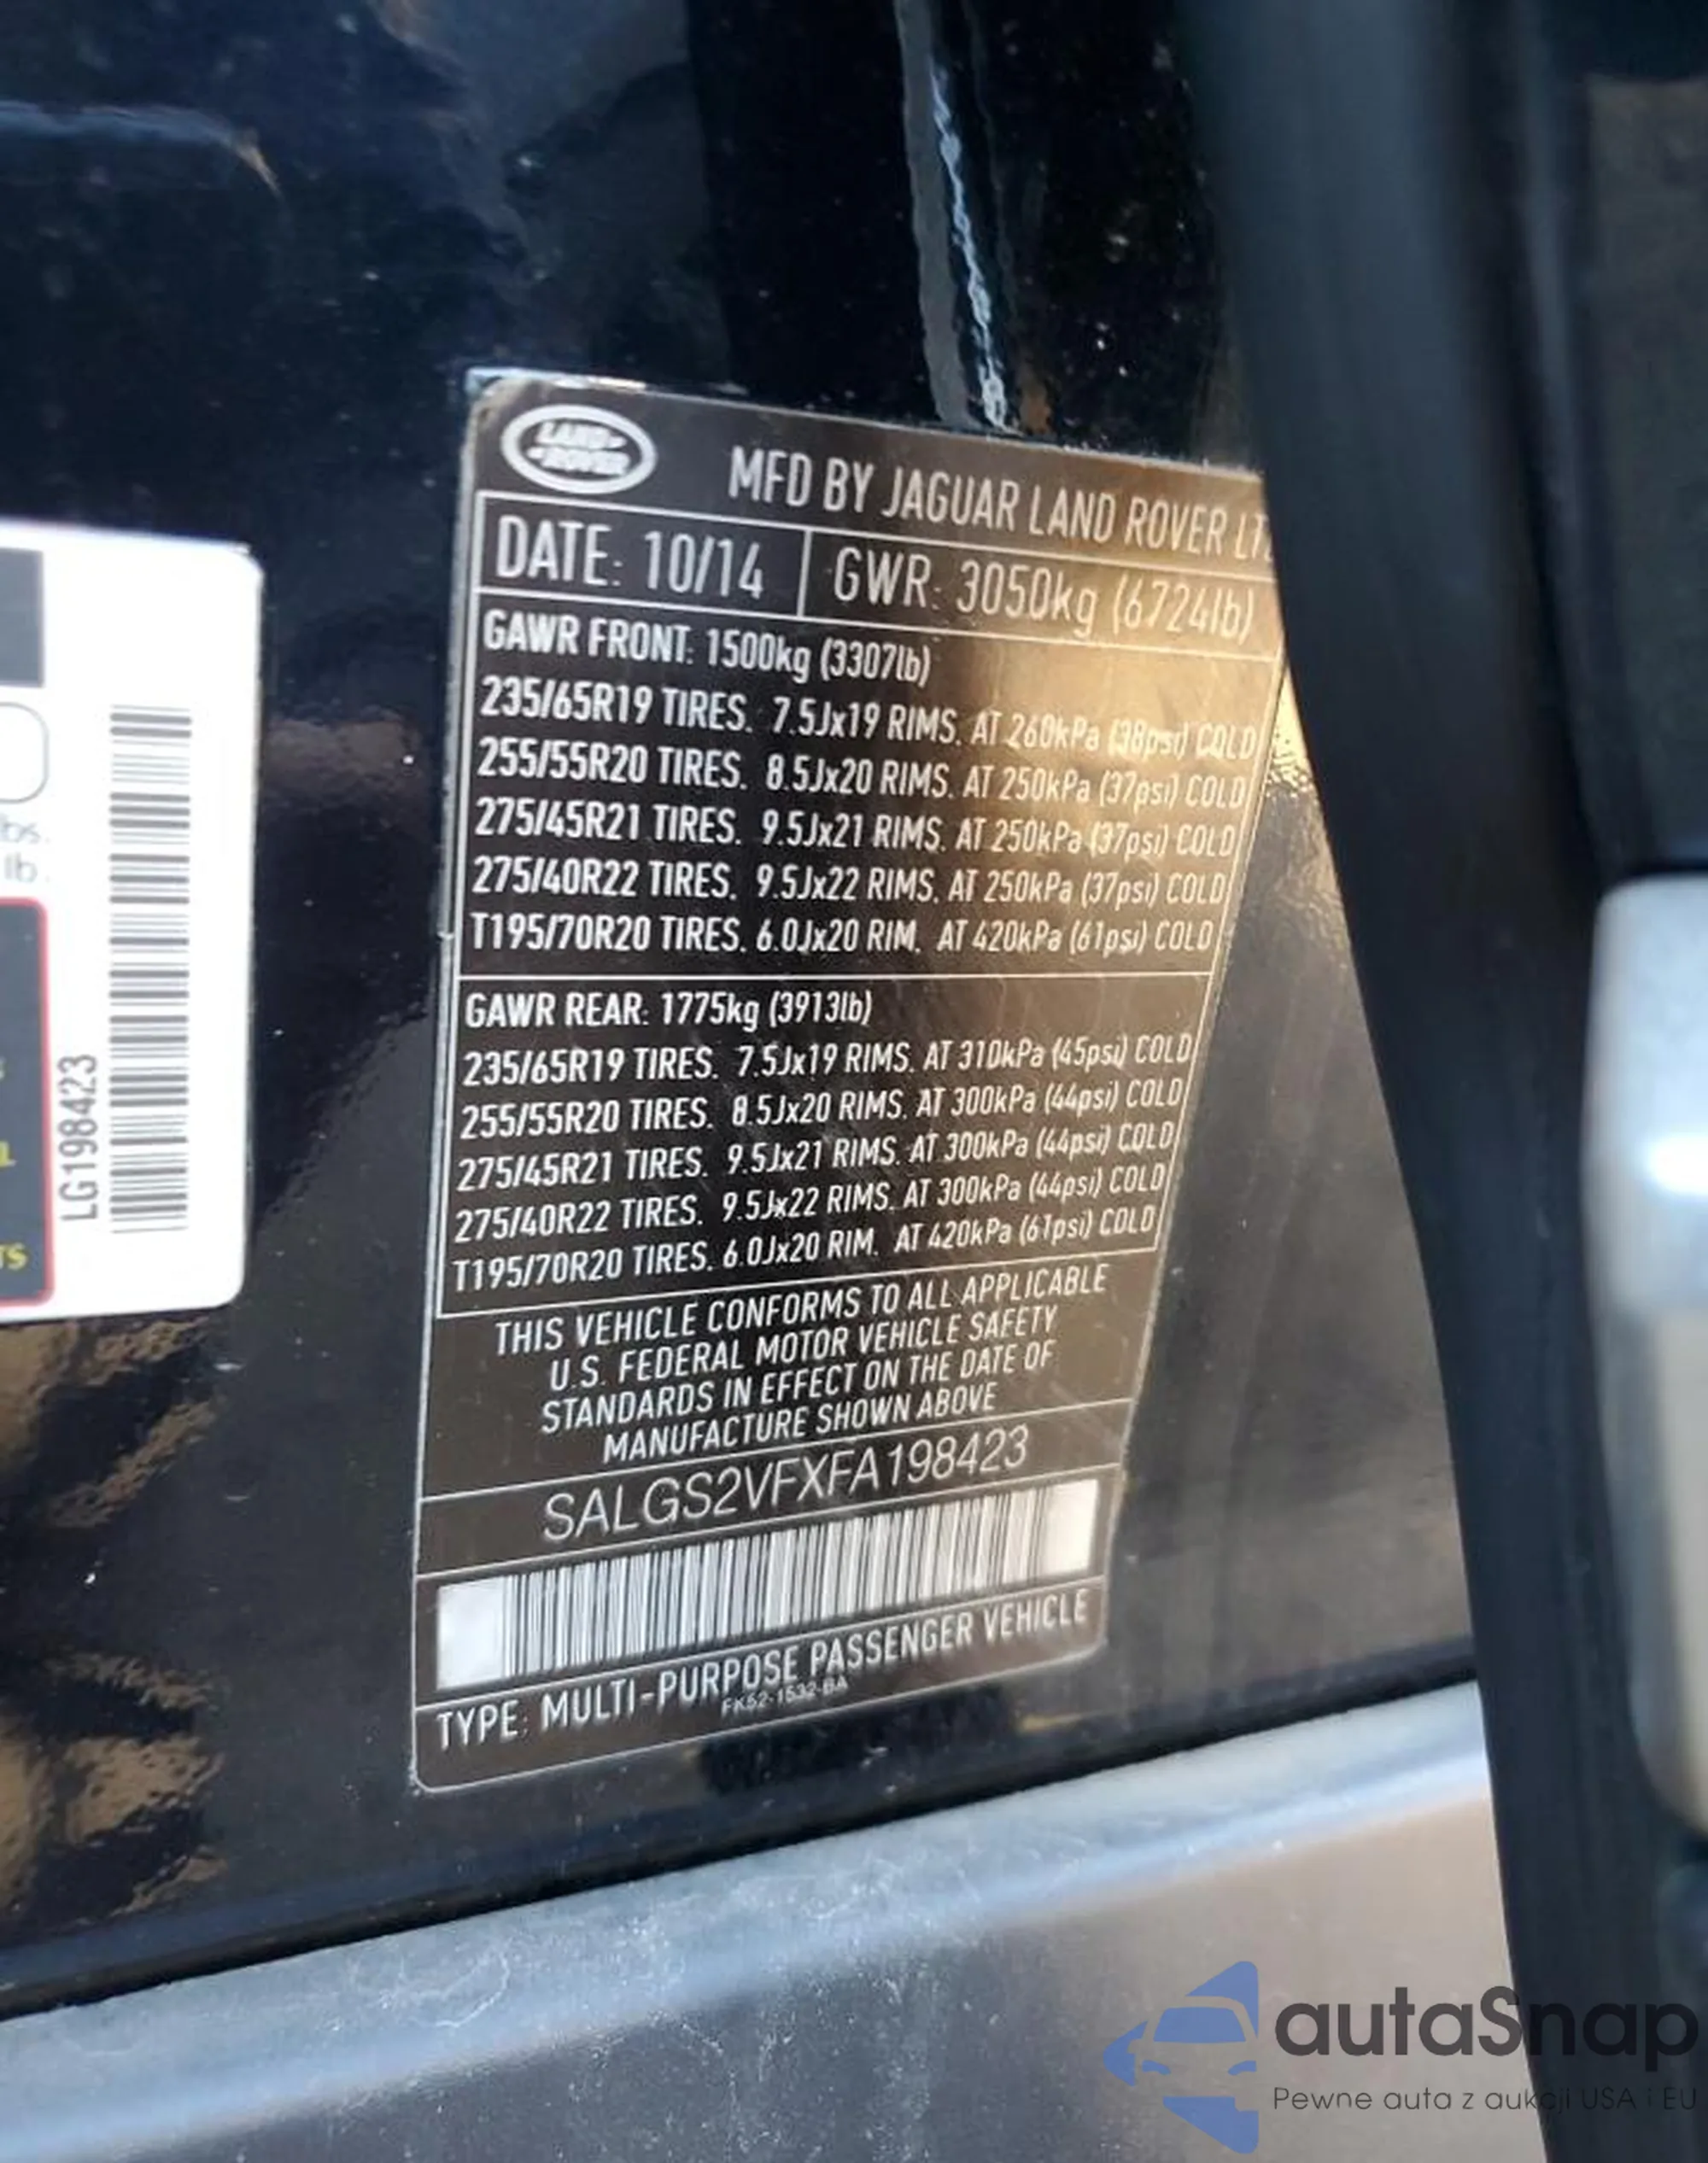 LAND-
-ROVER
MFD BY JAGUAR LAND ROVER
DATE: 10/14
GWR: 3050kg (6724lb)
GAWR FRONT: 1500kg (3307lb)
235/65R19 TIRES. 7.5Jx19 RIMS. AT 260kPa (38psi) COLD
255/55R20 TIRES. 8.5Jx20 RIMS. AT 250kPa (37psi) COLD
275/45R21 TIRES. 9.5Jx21 RIMS. AT 250kPa (37psi) COLD
275/40R22 TIRES. 9.5Jx22 RIMS. AT 250kPa (37psi) COLD
T195/70R20 TIRES. 6.0Jx20 RIM. AT 420kPa (61psi) COLD
GAWR REAR: 1775kg (3913lb)
235/65R19 TIRES. 7.5Jx19 RIMS. AT 310kPa (45psi) COLD
255/55R20 TIRES. 8.5Jx20 RIMS. AT 300kPa (44psi) COLD
275/45R21 TIRES. 9.5Jx21 RIMS. AT 300kPa (44psi) COLD
275/40R22 TIRES. 9.5Jx22 RIMS. AT 300kPa (44psi) COLD
T195/70R20 TIRES. 6.0Jx20 RIM. AT 420kPa (61psi) COLD
THIS VEHICLE CONFORMS TO ALL APPLICABLE
U.S. FEDERAL MOTOR VEHICLE SAFETY
STANDARDS IN EFFECT ON THE DATE OF
MANUFACTURE SHOWN ABOVE
SALGS2VFXFA198423
TYPE: MULTI-PURPOSE PASSENGER VEHICLE
FK52-1532-BA
lbs.
lb.
LG198423
TS
autaSnap
Pewne auta z aukcji USA i EU